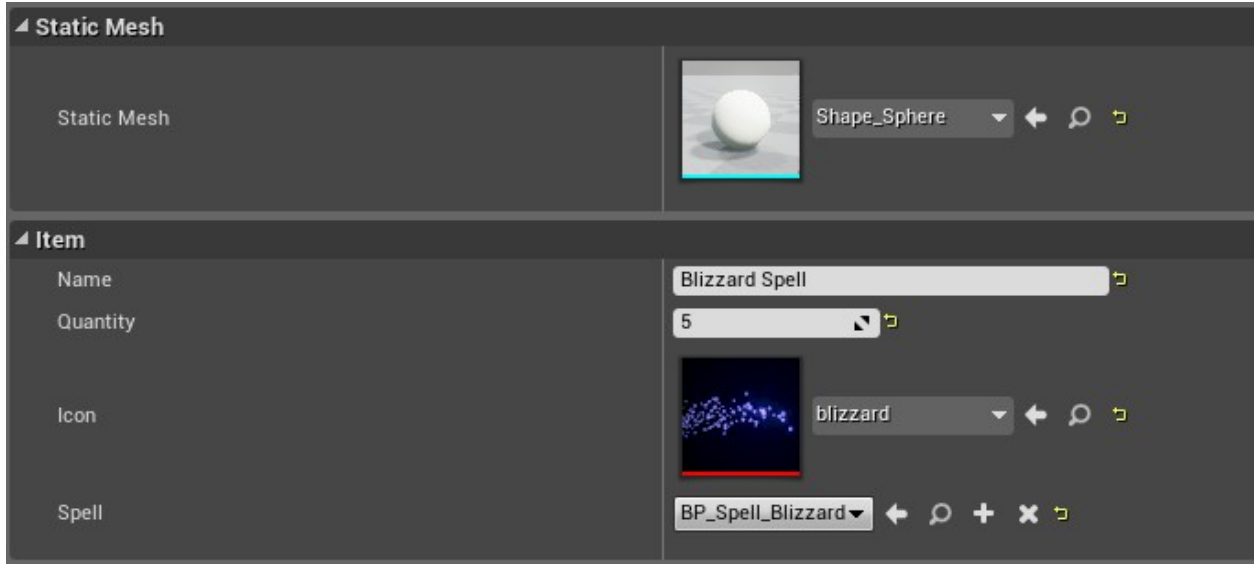 Static Mesh
Static Mesh Shape_Sphere
Item
Name Blizzard Spell
Quantity 5
Icon blizzard
Spell BP_Spell_Blizzard